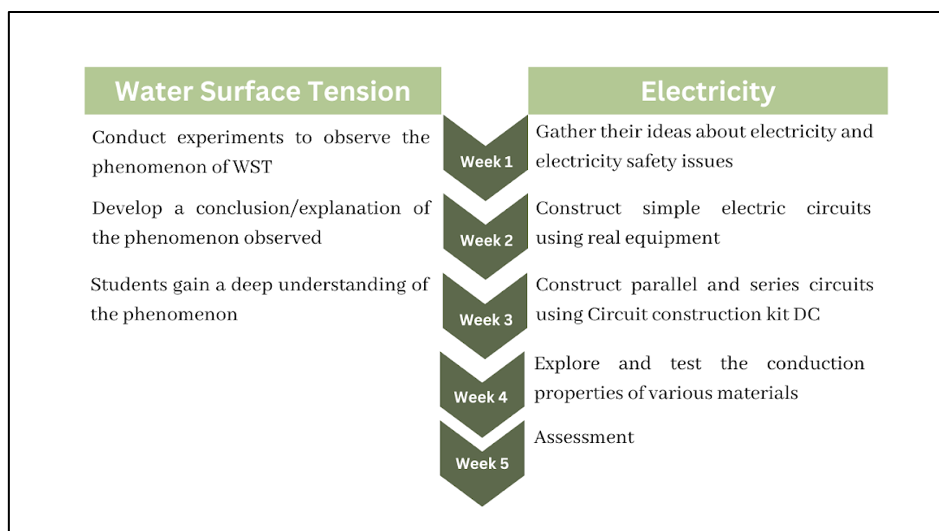 Water Surface Tension
Electricity
Conduct experiments to observe the
phenomenon of WST
Week 1
Gather their ideas about electricity and
electricity safety issues
Develop a conclusion/explanation of
the phenomenon observed
Week 2
Construct simple electric circuits
using real equipment
Students gain a deep understanding of
the phenomenon
Week 3
Construct parallel and series circuits
using Circuit construction kit DC
Week 4
Explore and test the conduction
properties of various materials
Week 5
Assessment